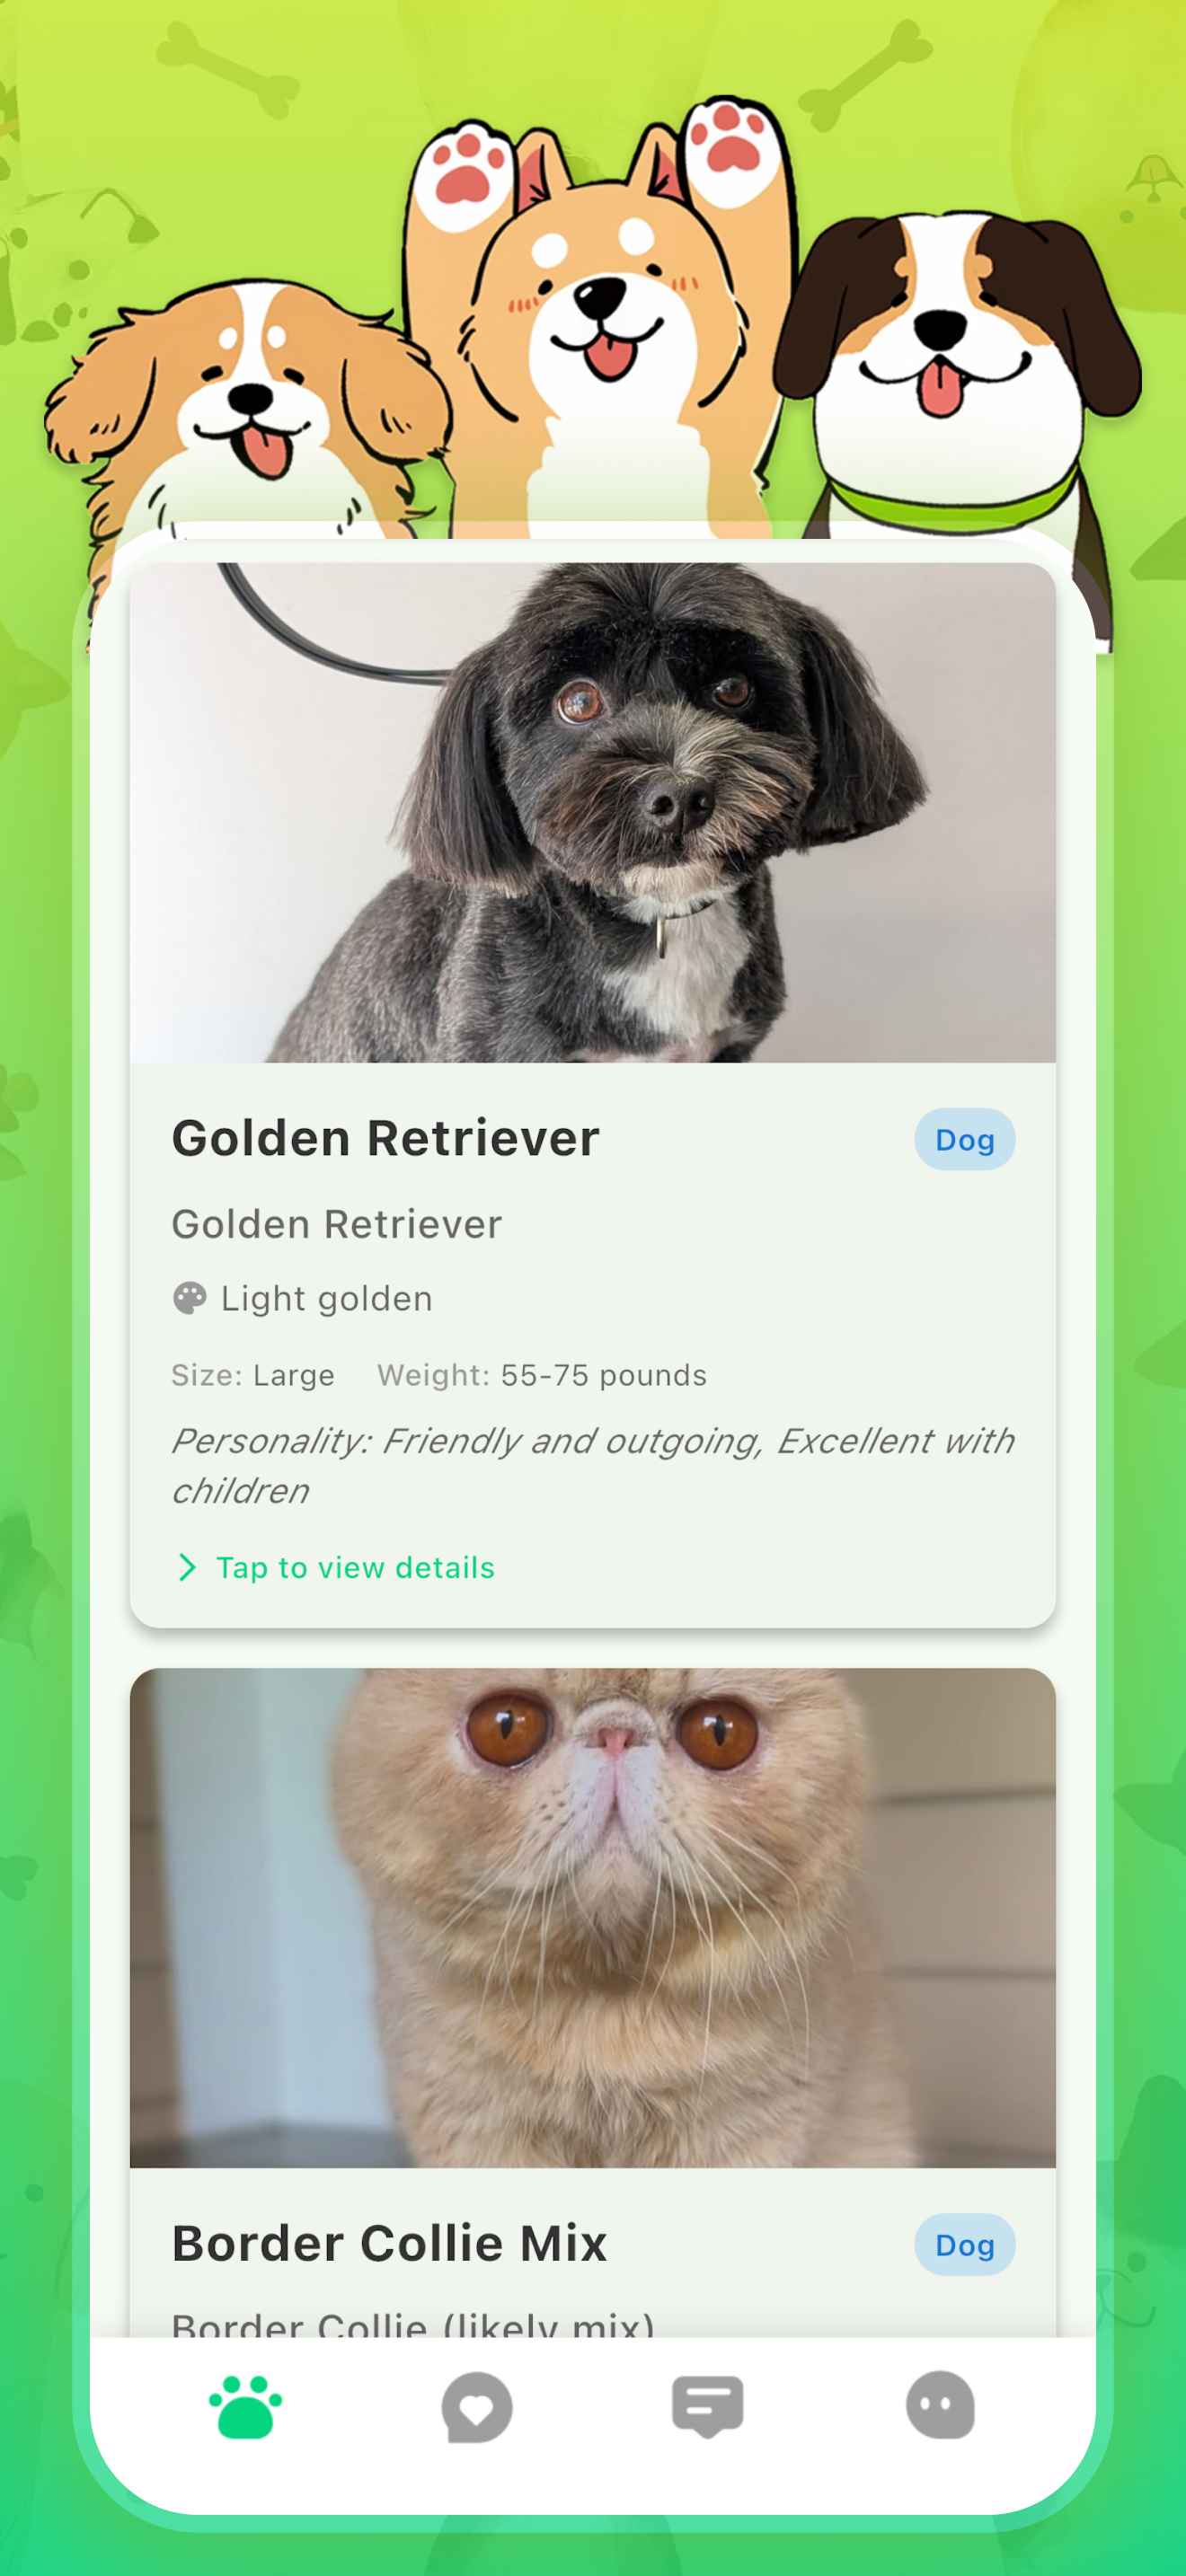 Golden Retriever
Dog
Golden Retriever
Light golden
Size: Large Weight: 55-75 pounds
Personality: Friendly and outgoing, Excellent with
children
Tap to view details
Border Collie Mix
Dog
Border Collie (likely mix)